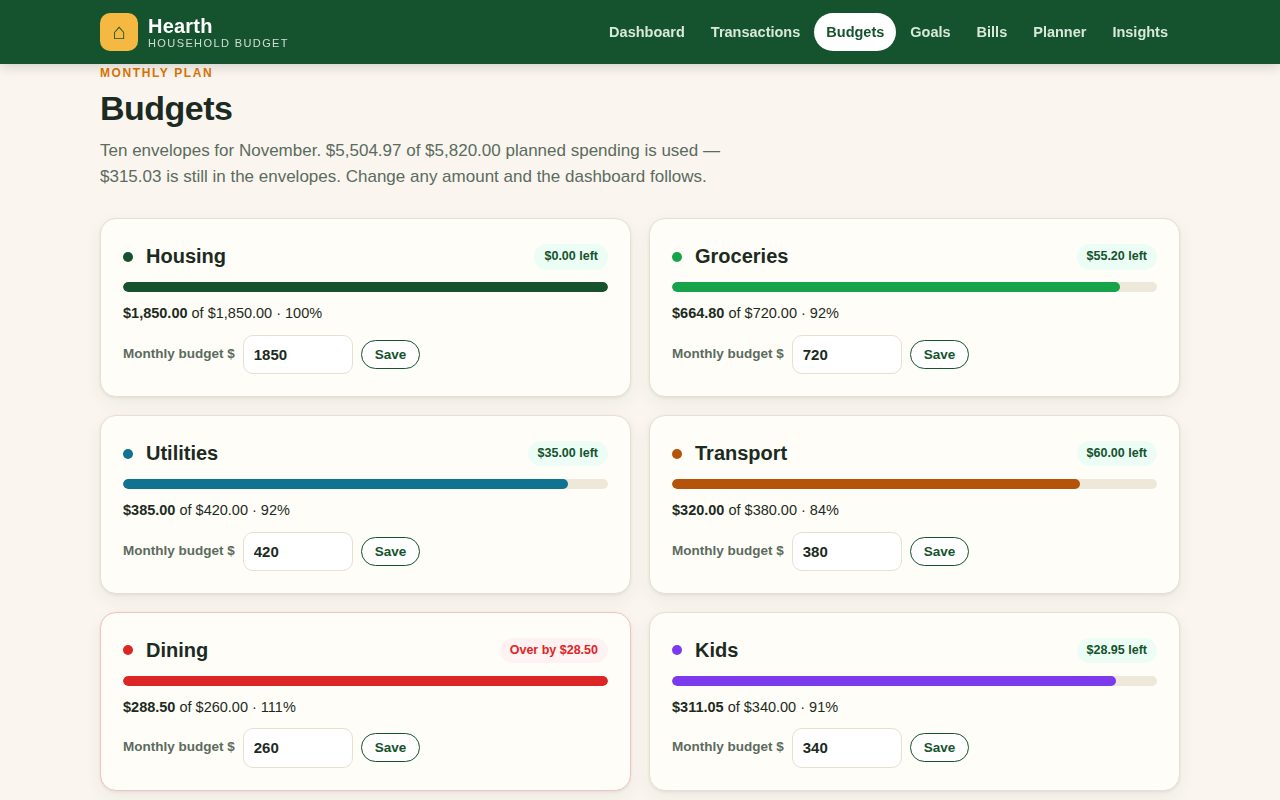 Hearth
HOUSEHOLD BUDGET
Dashboard
Transactions
Budgets
Goals
Bills
Planner
Insights
MONTHLY PLAN
Budgets
Ten envelopes for November. $5,504.97 of $5,820.00 planned spending is used —
$315.03 is still in the envelopes. Change any amount and the dashboard follows.
Housing
$0.00 left
$1,850.00 of $1,850.00 · 100%
Monthly budget $ 1850 Save
Groceries
$55.20 left
$664.80 of $720.00 · 92%
Monthly budget $ 720 Save
Utilities
$35.00 left
$385.00 of $420.00 · 92%
Monthly budget $ 420 Save
Transport
$60.00 left
$320.00 of $380.00 · 84%
Monthly budget $ 380 Save
Dining
Over by $28.50
$288.50 of $260.00 · 111%
Monthly budget $ 260 Save
Kids
$28.95 left
$311.05 of $340.00 · 91%
Monthly budget $ 340 Save